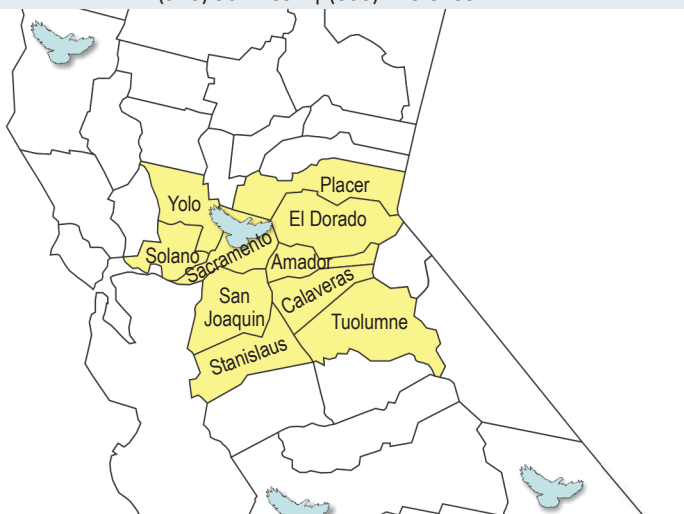 Placer
Yolo
El Dorado
Solano
Sacramento
Amador
Calaveras
San
Joaquin
Tuolumne
Stanislaus